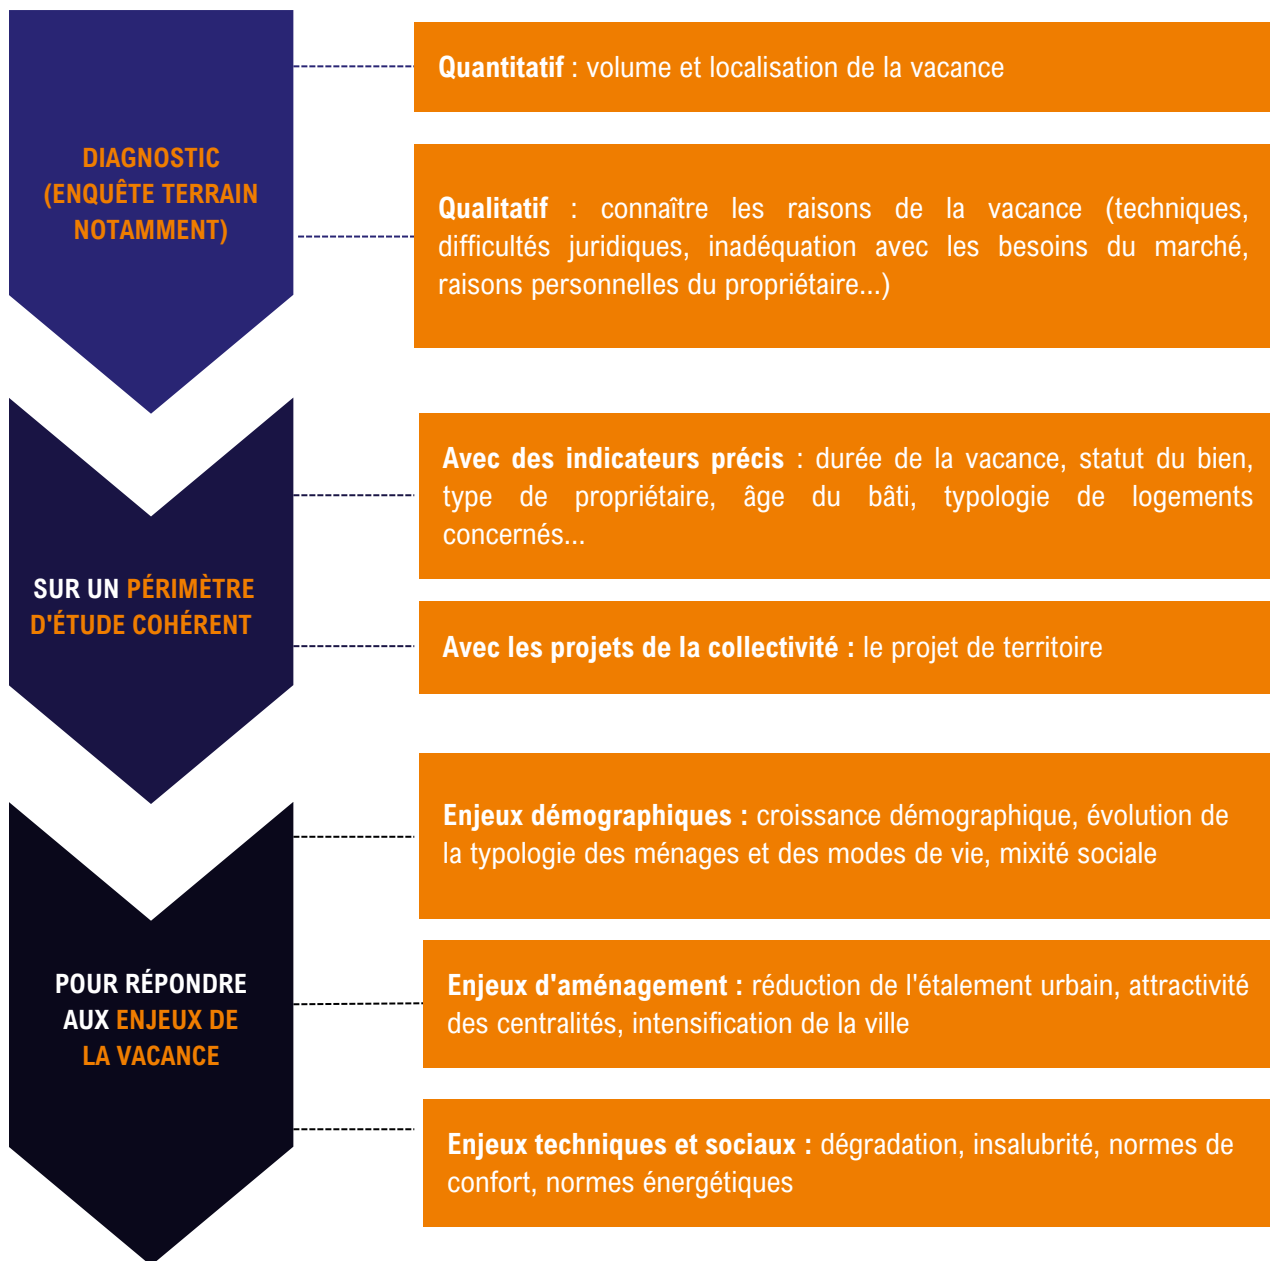 DIAGNOSTIC
(ENQUÊTE TERRAIN
NOTAMMENT)
Quantitatif : volume et localisation de la vacance
Qualitatif : connaître les raisons de la vacance (techniques,
difficultés juridiques, inadéquation avec les besoins du marché,
raisons personnelles du propriétaire...)
SUR UN PÉRIMÈTRE
D'ÉTUDE COHÉRENT
Avec des indicateurs précis : durée de la vacance, statut du bien,
type de propriétaire, âge du bâti, typologie de logements
concernés...
Avec les projets de la collectivité : le projet de territoire
POUR RÉPONDRE
AUX ENJEUX DE
LA VACANCE
Enjeux démographiques : croissance démographique, évolution de
la typologie des ménages et des modes de vie, mixité sociale
Enjeux d'aménagement : réduction de l'étalement urbain, attractivité
des centralités, intensification de la ville
Enjeux techniques et sociaux : dégradation, insalubrité, normes de
confort, normes énergétiques